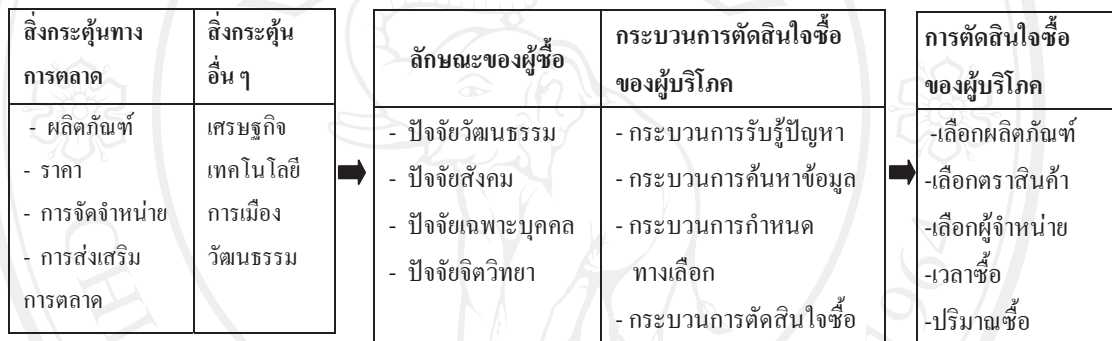 สิ่งกระตุ้นทาง
การตลาด
สิ่งกระตุ้น
อื่น ๆ
- ผลิตภัณฑ์
- ราคา
- การจัดจำหน่าย
- การส่งเสริม
การตลาด
เศรษฐกิจ
เทคโนโลยี
การเมือง
วัฒนธรรม
ลักษณะของผู้ซื้อ
กระบวนการตัดสินใจซื้อ
ของผู้บริโภค
- ปัจจัยวัฒนธรรม
- ปัจจัยสังคม
- ปัจจัยเฉพาะบุคคล
- ปัจจัยจิตวิทยา
- กระบวนการรับรู้ปัญหา
- กระบวนการค้นหาข้อมูล
- กระบวนการกำหนด
ทางเลือก
- กระบวนการตัดสินใจซื้อ
การตัดสินใจซื้อ
ของผู้บริโภค
-เลือกผลิตภัณฑ์
-เลือกตราสินค้า
-เลือกผู้จำหน่าย
-เวลาซื้อ
-ปริมาณซื้อ
CHI
964